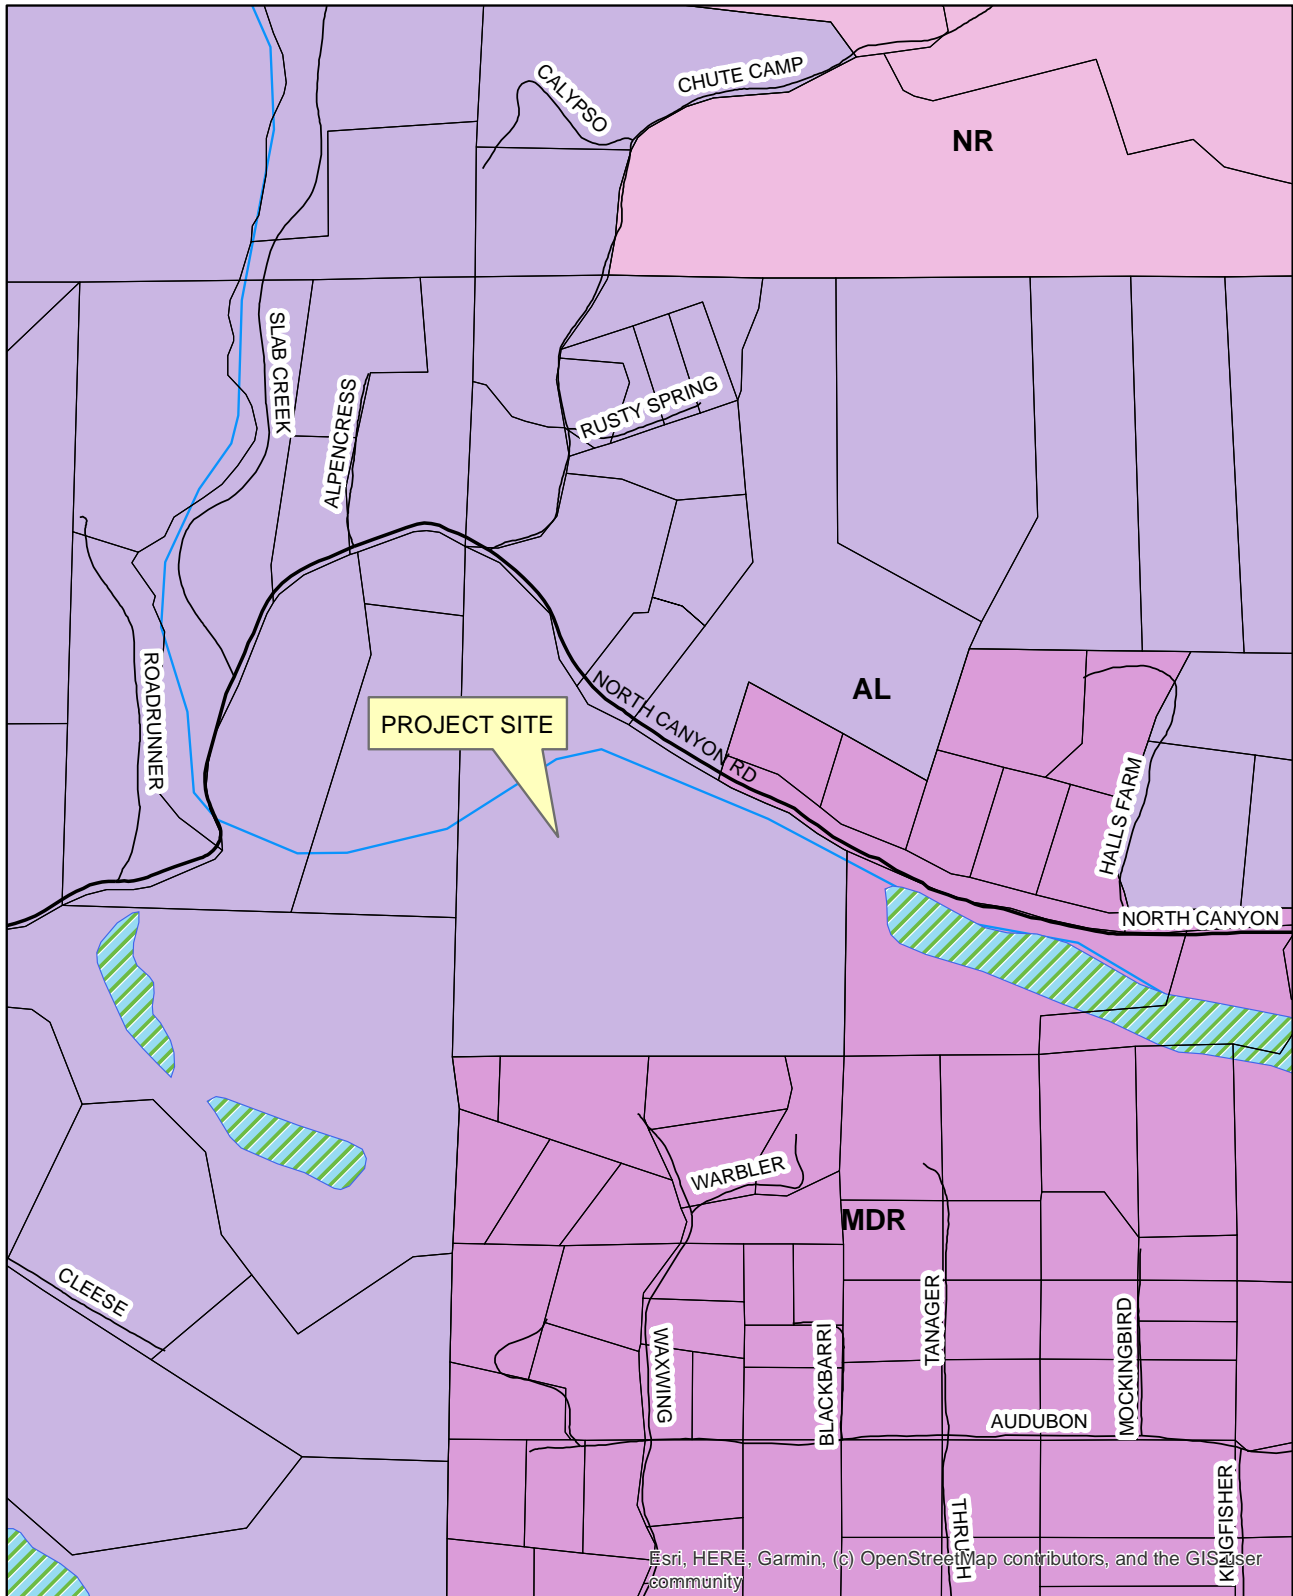 CALYPSO
CHUTE CAMP
NR
SLAB CREEK
ALPENCRESS
RUSTY SPRING
ROADRUNNER
PROJECT SITE
NORTH CANYON RD
AL
HALLS FARM
NORTH CANYON
WARBLER
MDR
CLEESE
WAXWING
BLACKBARRI
TANAGER
MOCKINGBIRD
AUDUBON
THRUSH
KINGFISHER
Esri, HERE, Garmin, (c) OpenStreetMap contributors, and the GIS user
community